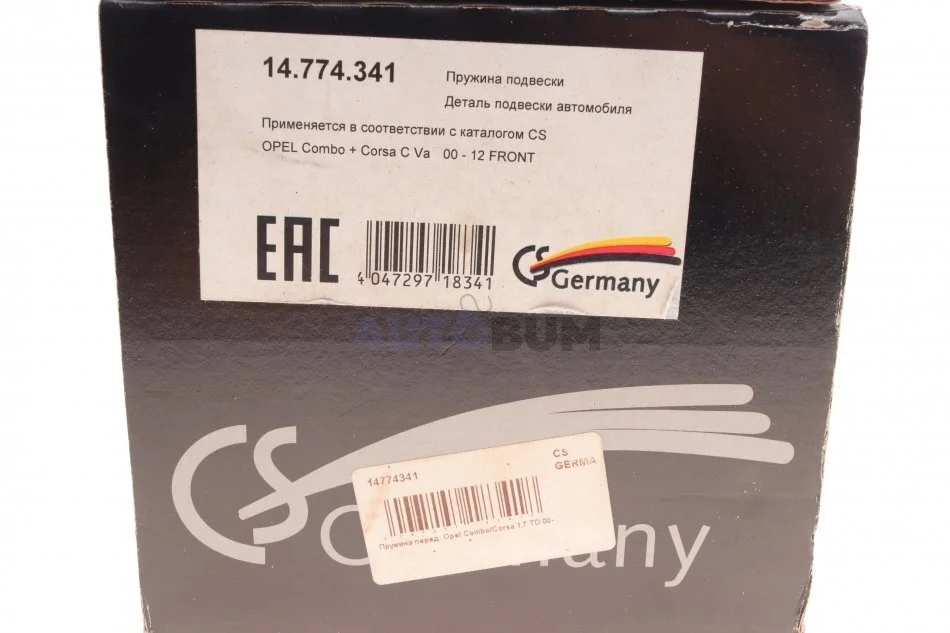 14.774.341
Пружина подвески
Деталь подвески автомобиля
Применяется в соответствии с каталогом CS
OPEL Combo + Corsa C Va 00 - 12 FRONT
EAC
4 047297 18341
CS Germany
AUTOBUM
CS Germany
14774341
CS
GERMA
Пружина перед. Opel Combo/Corsa 1.7 TD 00-